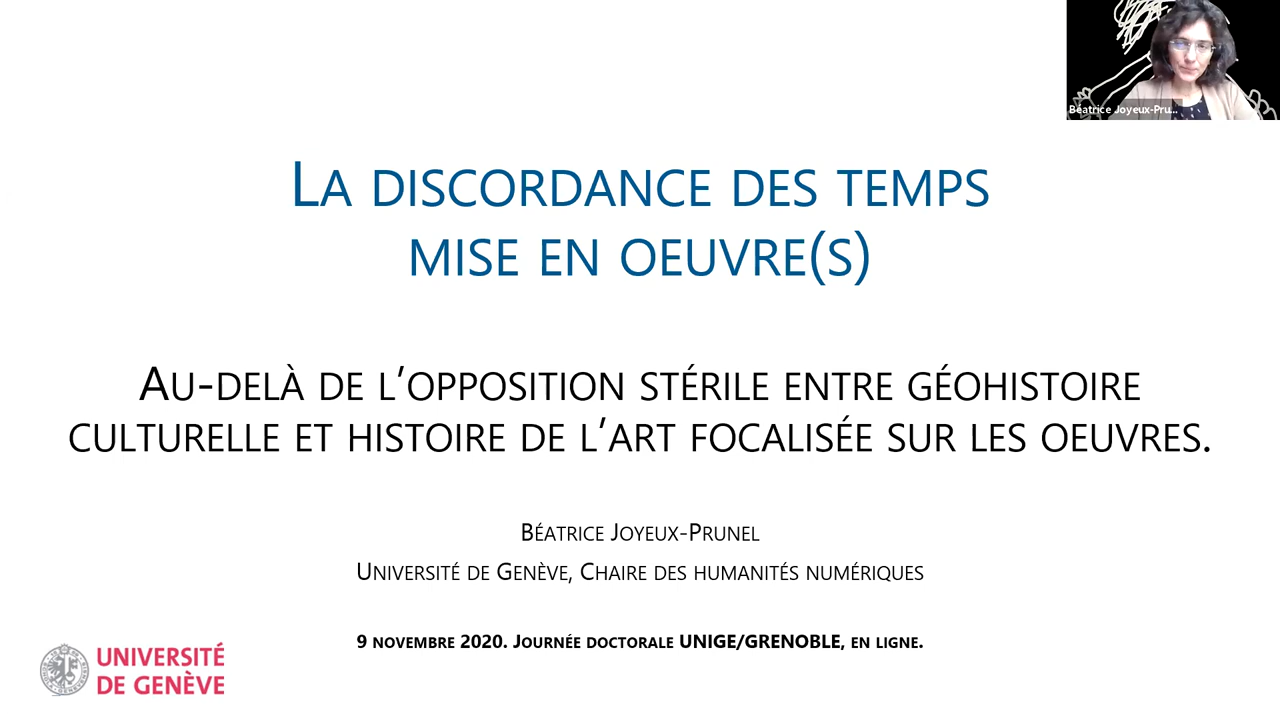 Béatrice Joyeux-Pru...
LA DISCORDANCE DES TEMPS
MISE EN OEUVRE(S)
AU-DELÀ DE L’OPPOSITION STÉRILE ENTRE GÉOHISTOIRE
CULTURELLE ET HISTOIRE DE L’ART FOCALISÉE SUR LES OEUVRES.
BÉATRICE JOYEUX-PRUNEL
UNIVERSITÉ DE GENÈVE, CHAIRE DES HUMANITÉS NUMÉRIQUES
9 NOVEMBRE 2020. JOURNÉE DOCTORALE UNIGE/GRENOBLE, EN LIGNE.
UNIVERSITÉ
DE GENÈVE